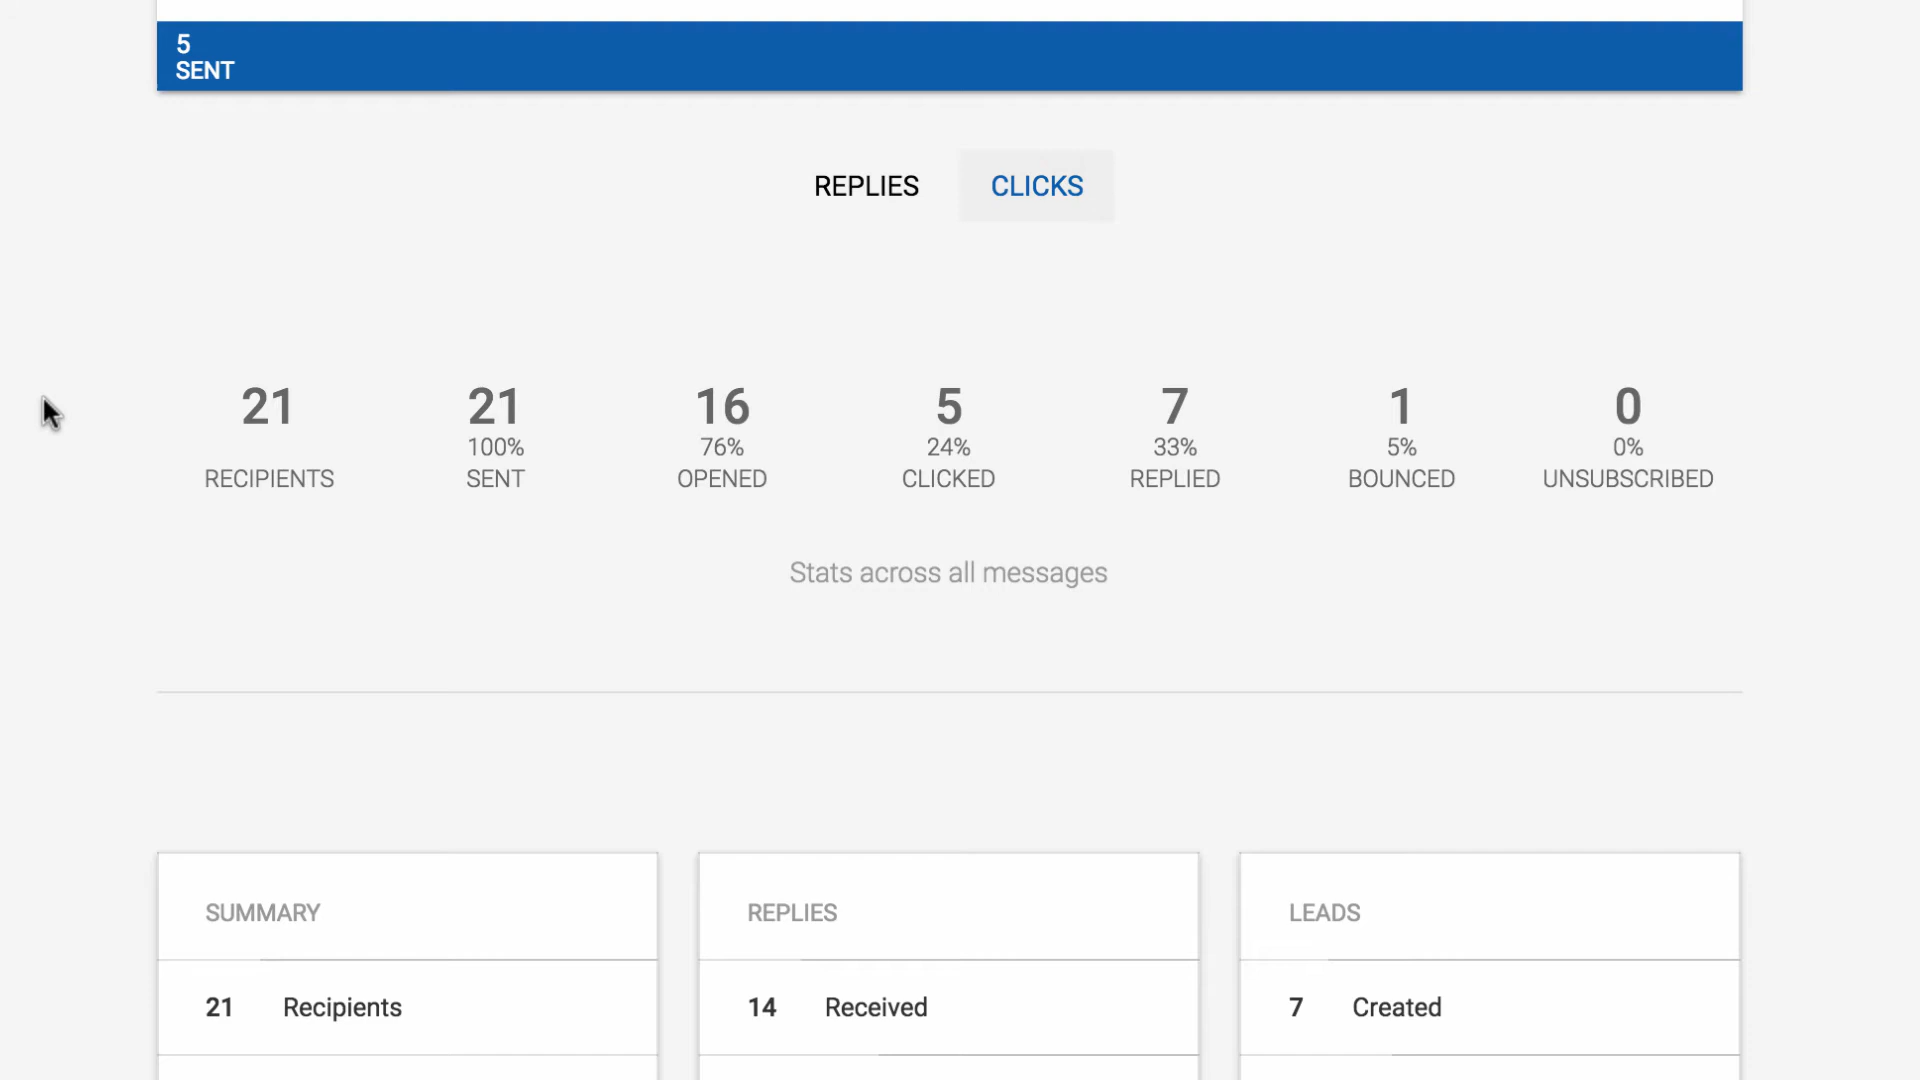 5
SENT
REPLIES CLICKS
21 21 16 5 7 1 0
100% 76% 24% 33% 5% 0%
RECIPIENTS SENT OPENED CLICKED REPLIED BOUNCED UNSUBSCRIBED
Stats across all messages
SUMMARY REPLIES LEADS
21 Recipients 14 Received 7 Created